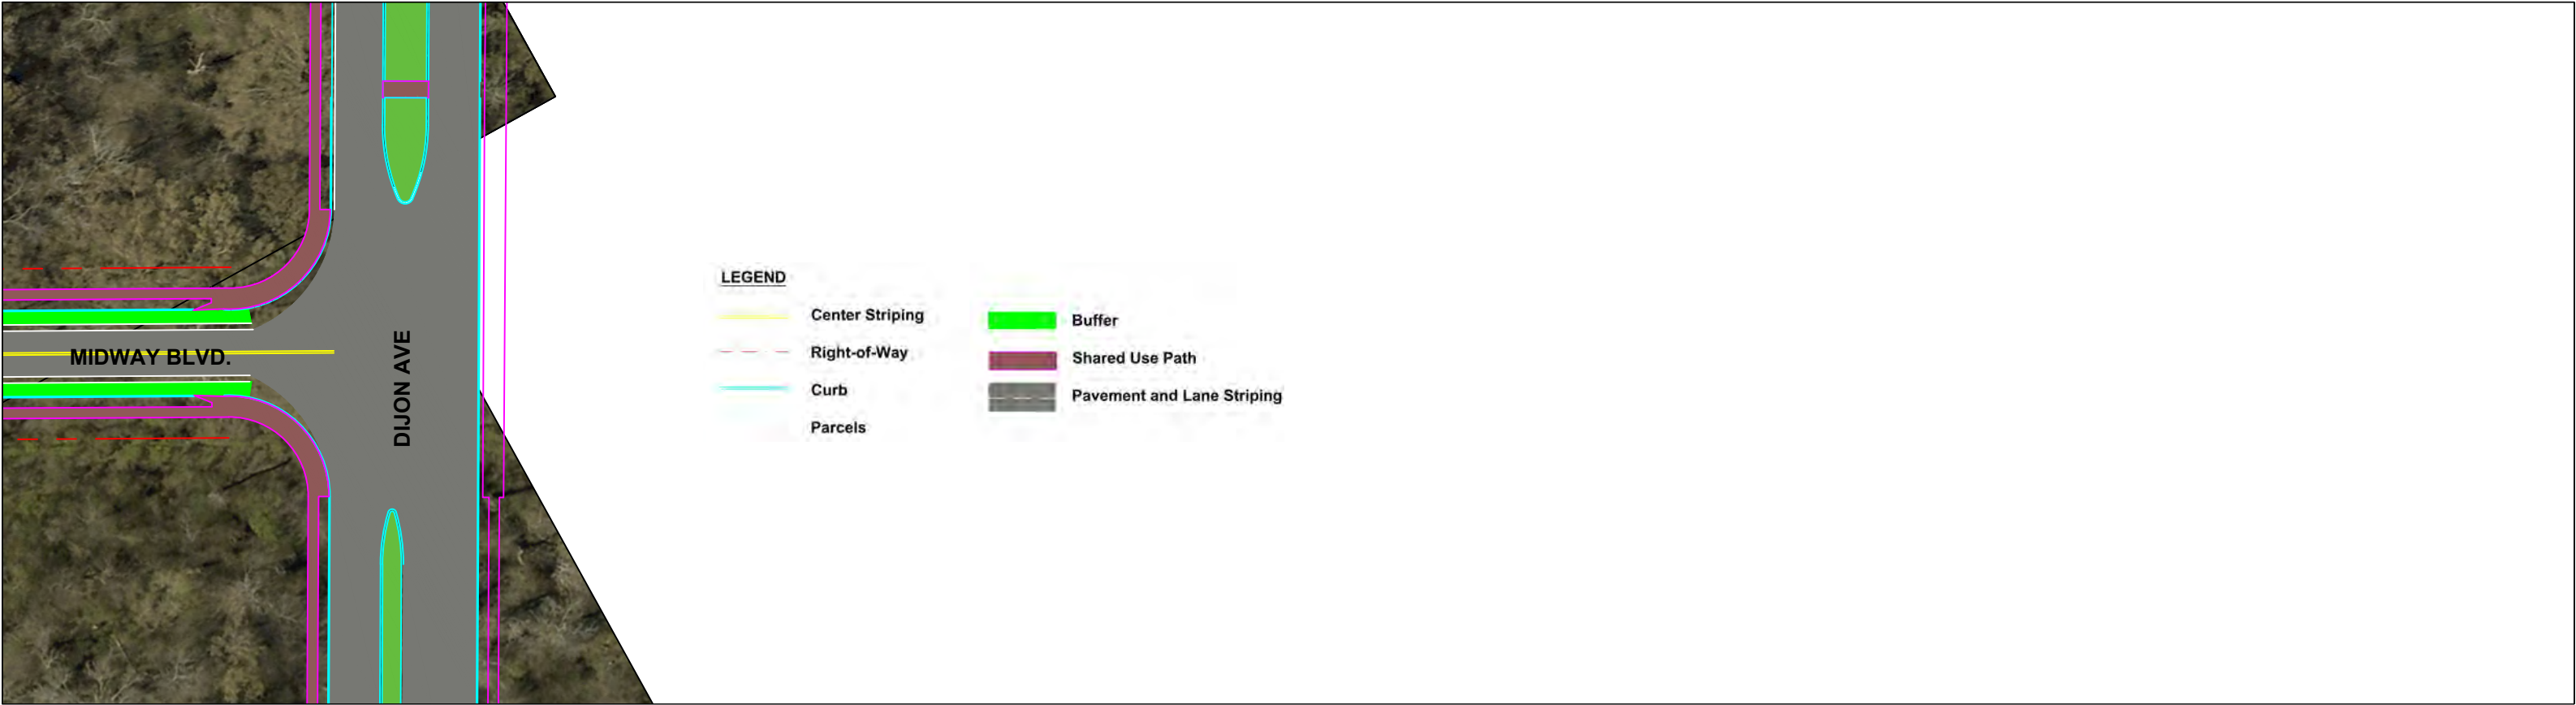 MIDWAY BLVD.
DIJON AVE
LEGEND
Center Striping
Right-of-Way
Curb
Parcels
Buffer
Shared Use Path
Pavement and Lane Striping